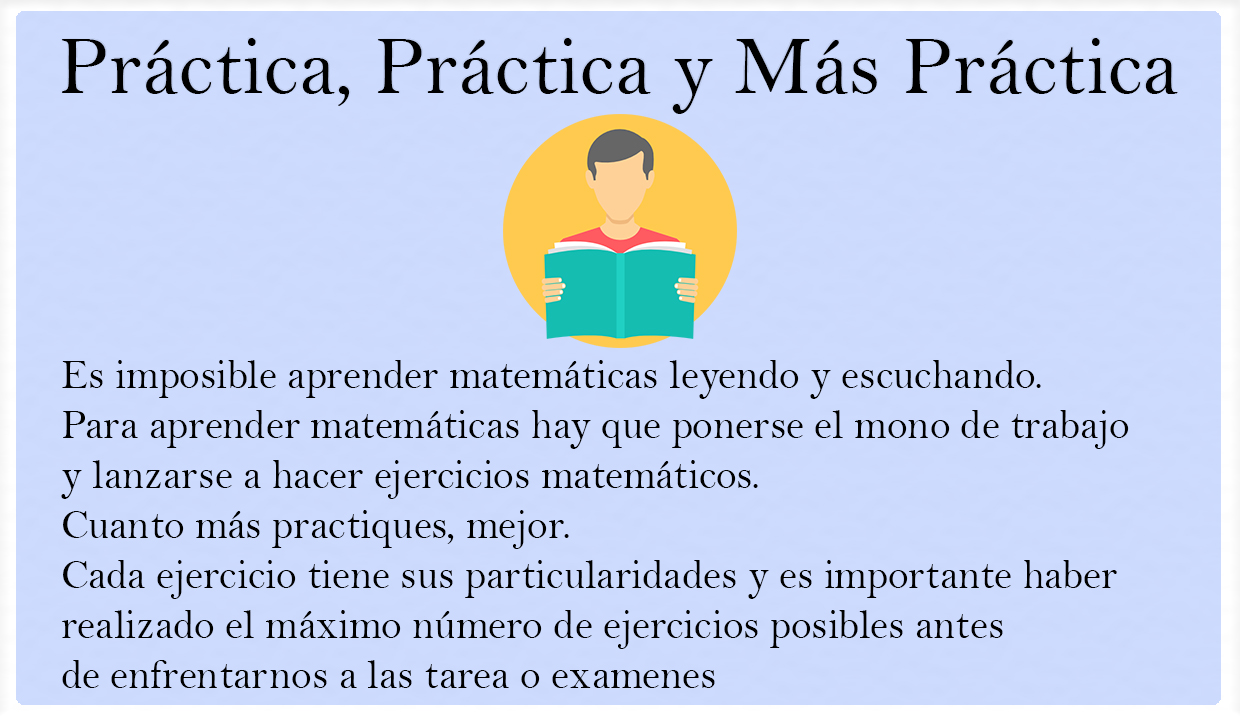 Práctica, Práctica y Más Práctica
Es imposible aprender matemáticas leyendo y escuchando.
Para aprender matemáticas hay que ponerse el mono de trabajo
y lanzarse a hacer ejercicios matemáticos.
Cuanto más practiques, mejor.
Cada ejercicio tiene sus particularidades y es importante haber
realizado el máximo número de ejercicios posibles antes
de enfrentarnos a las tarea o examenes